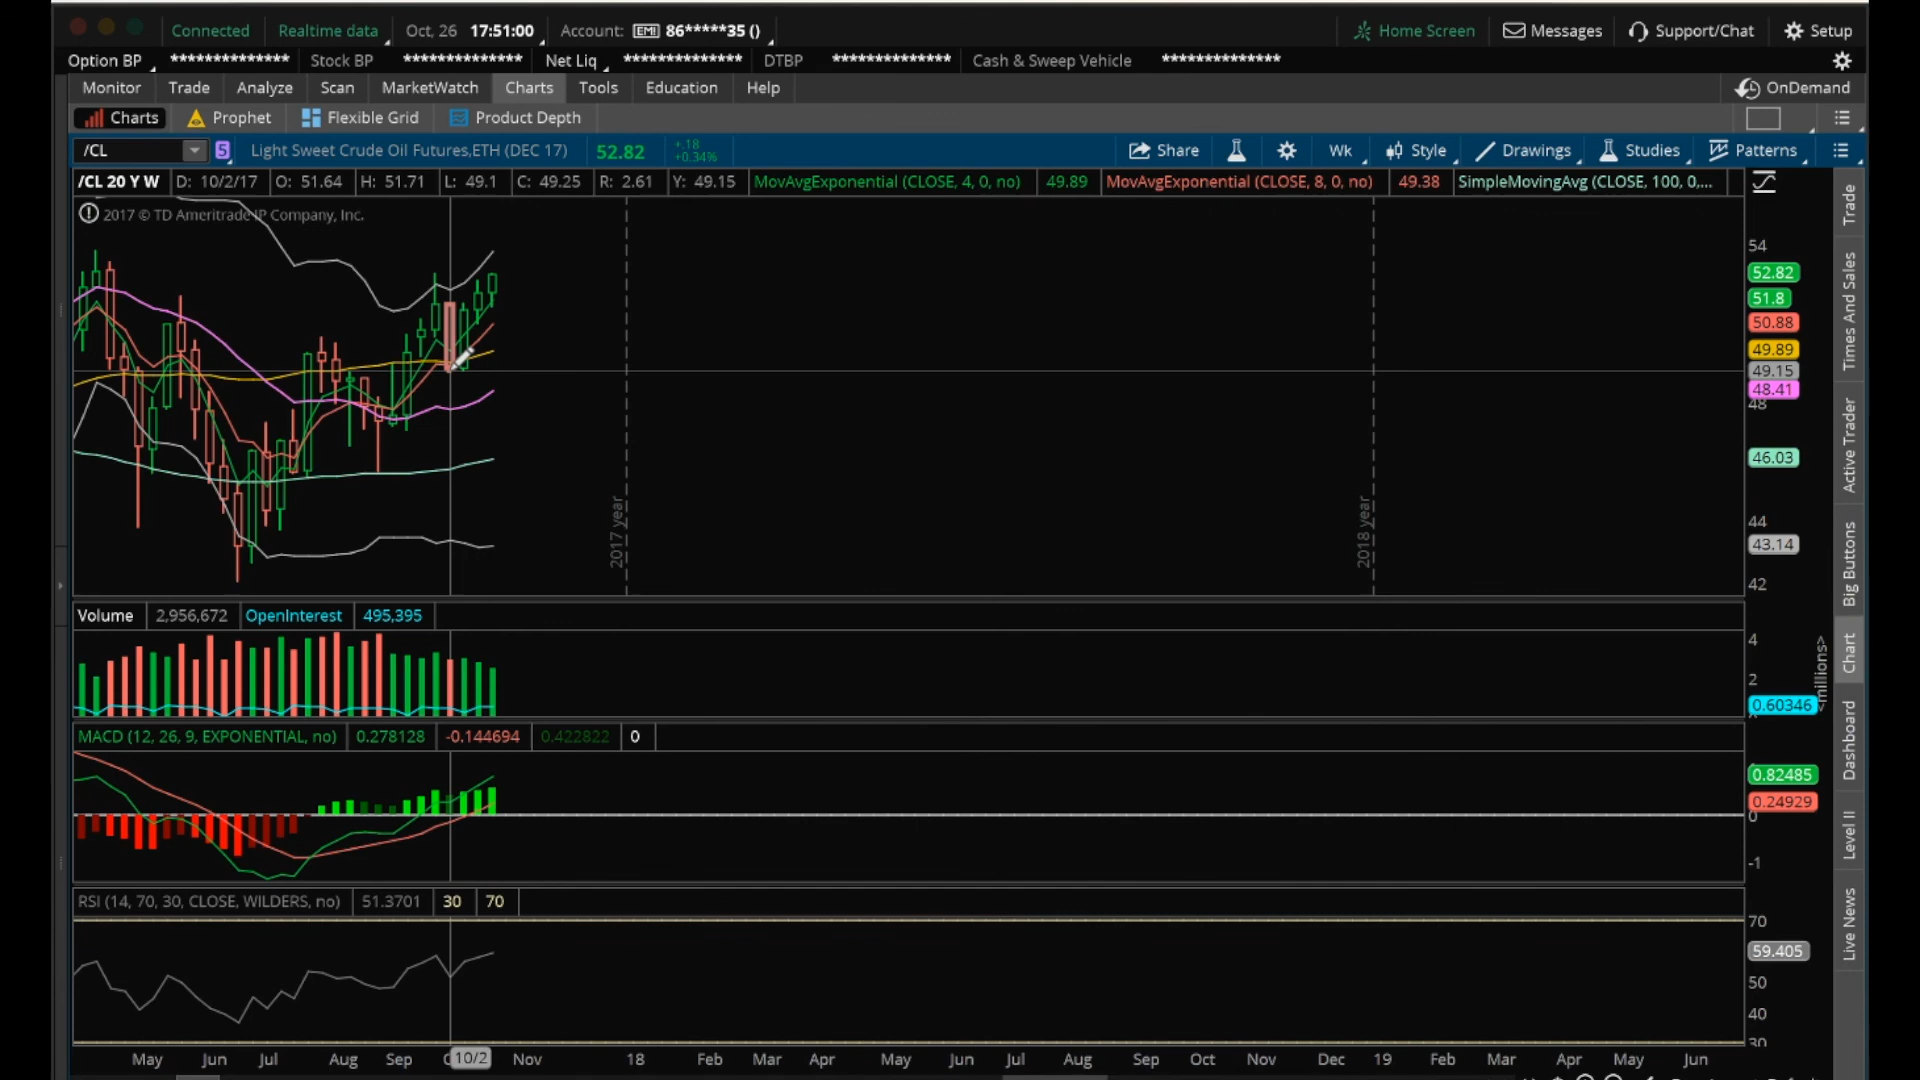 Connected Realtime data Oct, 26 17:51:00 Account: EMI 86*****35 () Home Screen Messages Support/Chat Setup
Option BP ************** Stock BP ************** Net Liq ************** DTBP ************** Cash & Sweep Vehicle **************
Monitor Trade Analyze Scan MarketWatch Charts Tools Education Help OnDemand
Charts Prophet Flexible Grid Product Depth
/CL 5 Light Sweet Crude Oil Futures,ETH (DEC 17) 52.82 +.18 +0.34% Share Wk Style Drawings Studies Patterns
/CL 20 Y W D: 10/2/17 O: 51.64 H: 51.71 L: 49.1 C: 49.25 R: 2.61 Y: 49.15 MovAvgExponential (CLOSE, 4, 0, no) 49.89 MovAvgExponential (CLOSE, 8, 0, no) 49.38 SimpleMovingAvg (CLOSE, 100, 0,...
2017 © TD Ameritrade IP Company, Inc.
54
52.82
51.8
50.88
49.89
49.15
48.41
48
46.03
44
43.14
42
2017 year
2018 year
Volume 2,956,672 OpenInterest 495,395
4
2
0.60346
<millions>
MACD (12, 26, 9, EXPONENTIAL, no) 0.278128 -0.144694 0.422822 0
0.82485
0.24929
0
-1
RSI (14, 70, 30, CLOSE, WILDERS, no) 51.3701 30 70
70
59.405
50
40
30
May Jun Jul Aug Sep 10/2 Nov 18 Feb Mar Apr May Jun Jul Aug Sep Oct Nov Dec 19 Feb Mar Apr May Jun
Trade
Times And Sales
Active Trader
Big Buttons
Chart
Dashboard
Level II
Live News